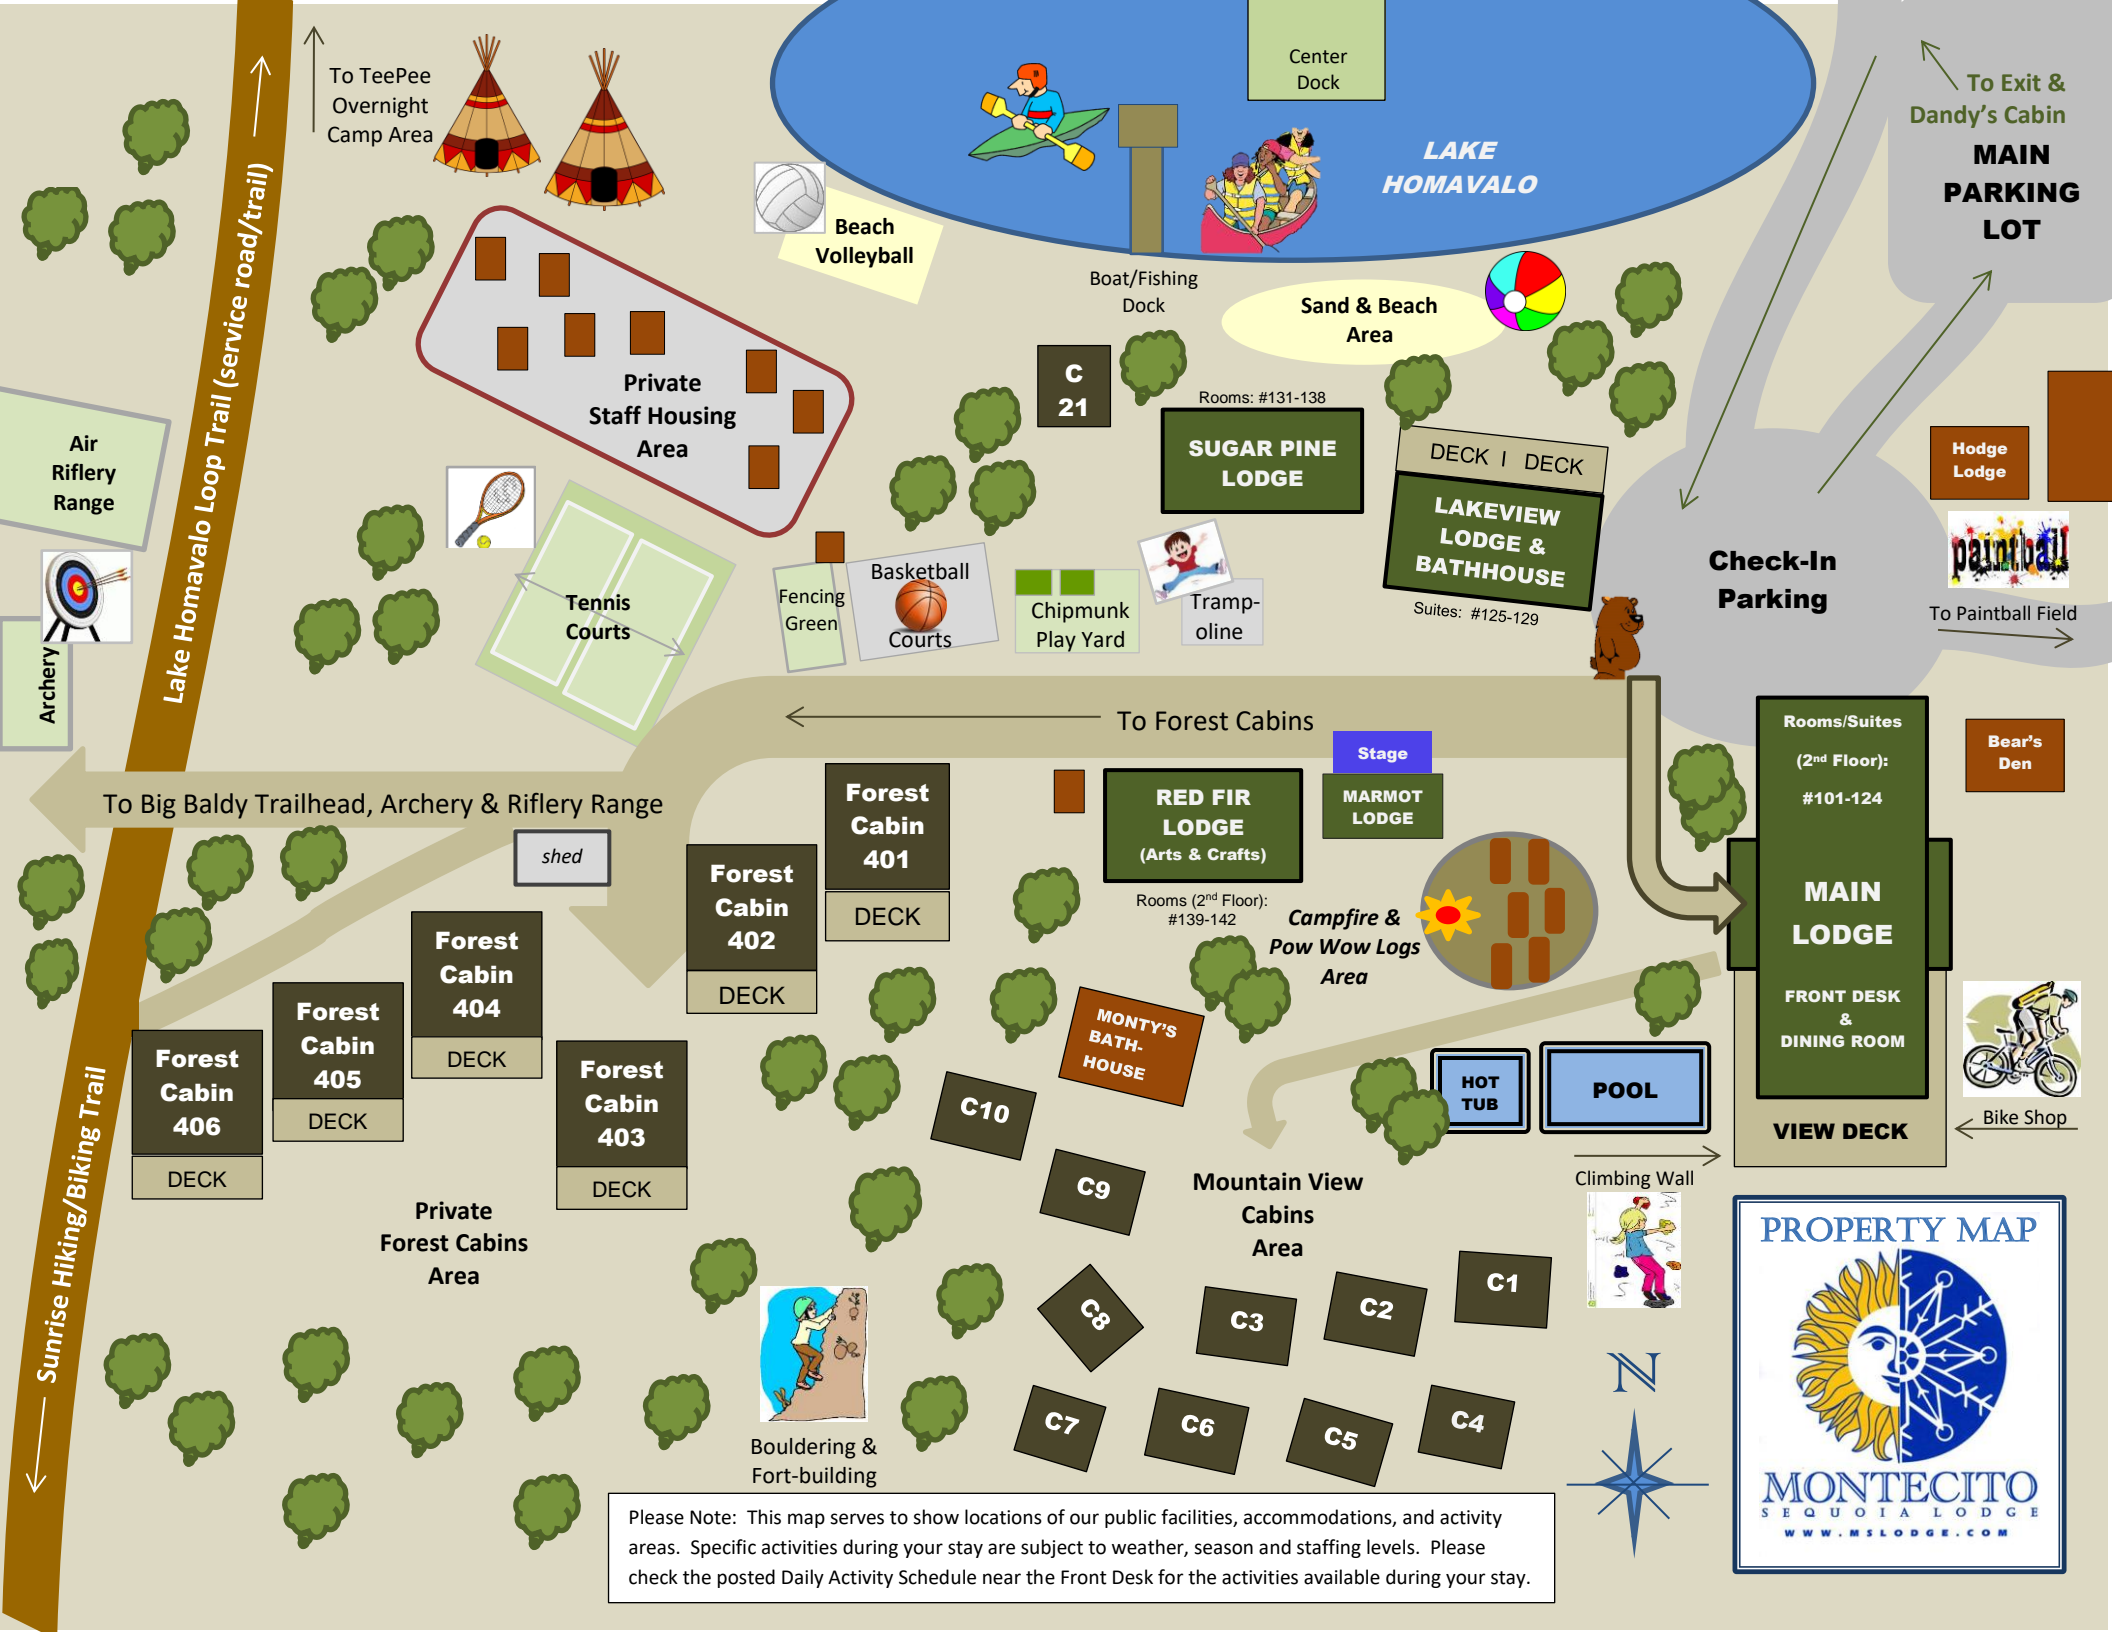 To TeePee
Overnight
Camp Area
Center
Dock
LAKE
HOMAVALO
To Exit &
Dandy's Cabin
MAIN
PARKING
LOT
Beach
Volleyball
Boat/Fishing
Dock
Sand & Beach
Area
Lake Homavalo Loop Trail (service road/trail)
Private
Staff Housing
Area
C
21
Rooms: #131-138
SUGAR PINE
LODGE
DECK I DECK
LAKEVIEW
LODGE &
BATHHOUSE
Suites: #125-129
Hodge
Lodge
Air
Riflery
Range
Archery
Tennis
Courts
Fencing
Green
Basketball
Courts
Chipmunk
Play Yard
Tramp-
oline
Check-In
Parking
paintball
To Paintball Field
To Forest Cabins
Stage
MARMOT
LODGE
RED FIR
LODGE
(Arts & Crafts)
Rooms (2nd Floor):
#139-142
Rooms/Suites
(2nd Floor):
#101-124
MAIN
LODGE
FRONT DESK
&
DINING ROOM
VIEW DECK
Bear's
Den
To Big Baldy Trailhead, Archery & Riflery Range
shed
Forest
Cabin
401
DECK
Forest
Cabin
402
DECK
Forest
Cabin
404
DECK
Forest
Cabin
405
DECK
Forest
Cabin
406
DECK
Forest
Cabin
403
DECK
Campfire &
Pow Wow Logs
Area
MONTY'S
BATH-
HOUSE
HOT
TUB
POOL
Bike Shop
Climbing Wall
Sunrise Hiking/Biking Trail
Private
Forest Cabins
Area
Mountain View
Cabins
Area
C10
C9
C8
C3
C2
C1
C7
C6
C5
C4
Bouldering &
Fort-building
N
PROPERTY MAP
MONTECITO
SEQUOIA LODGE
WWW.MSLODGE.COM
Please Note: This map serves to show locations of our public facilities, accommodations, and activity
areas. Specific activities during your stay are subject to weather, season and staffing levels. Please
check the posted Daily Activity Schedule near the Front Desk for the activities available during your stay.